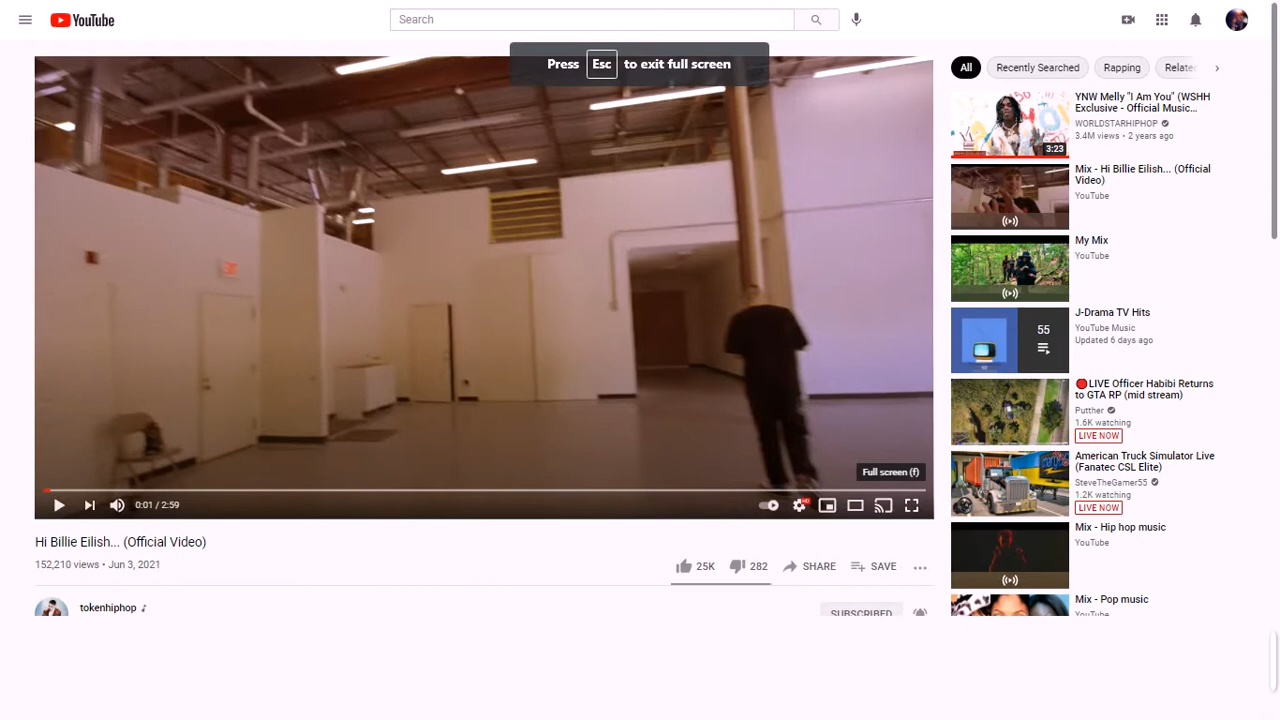 YouTube
Search
Press Esc to exit full screen
Full screen (f)
0:01 / 2:59
HD
Hi Billie Eilish... (Official Video)
152,210 views • Jun 3, 2021
25K
282
SHARE
SAVE
tokenhiphop
SUBSCRIBED
All
Recently Searched
Rapping
Relate
YNW Melly "I Am You" (WSHH
Exclusive - Official Music...
WORLDSTARHIPHOP
3.4M views • 2 years ago
3:23
Mix - Hi Billie Eilish... (Official
Video)
YouTube
My Mix
YouTube
J-Drama TV Hits
YouTube Music
Updated 6 days ago
55
LIVE Officer Habibi Returns
to GTA RP (mid stream)
Putther
1.6K watching
LIVE NOW
American Truck Simulator Live
(Fanatec CSL Elite)
SteveTheGamer55
1.2K watching
LIVE NOW
Mix - Hip hop music
YouTube
Mix - Pop music
YouTube